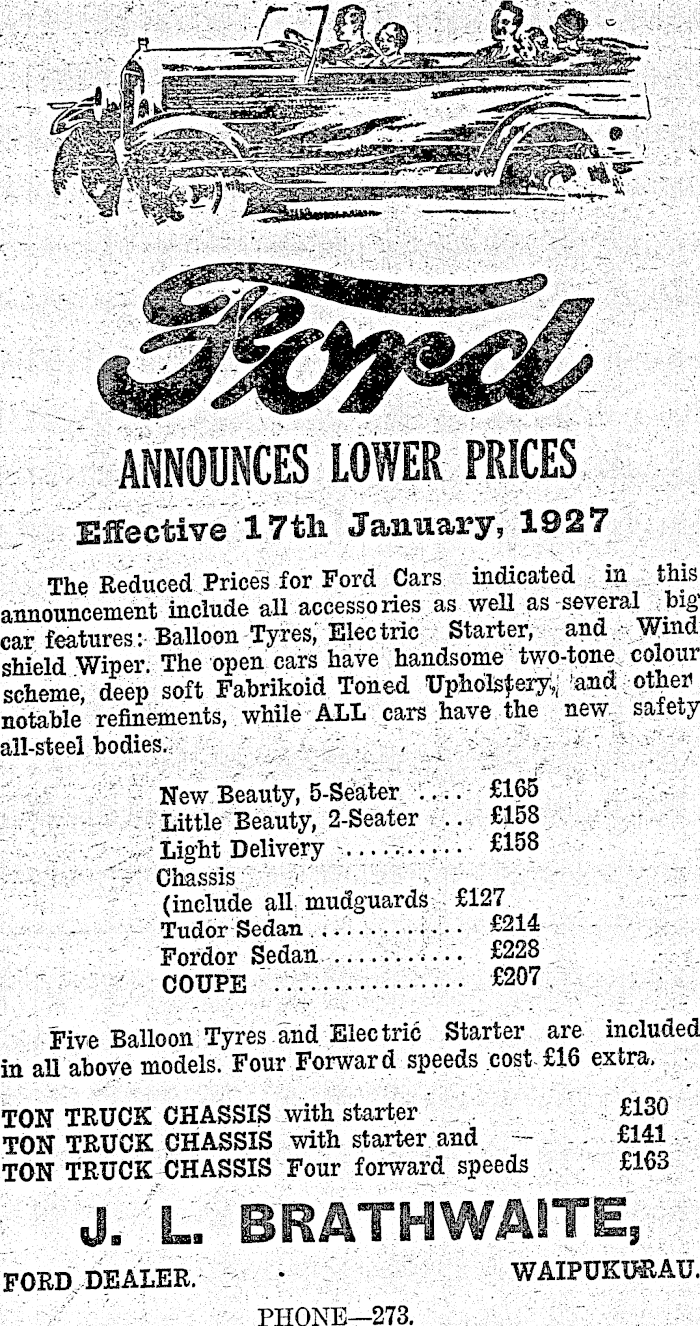 Ford
ANNOUNCES LOWER PRICES
Effective 17th January, 1927
The Reduced Prices for Ford Cars indicated in this
announcement include all accessories as well as several big
car features: Balloon Tyres, Electric Starter, and Wind
shield Wiper. The open cars have handsome two-tone colour
scheme, deep soft Fabrikoid Toned Upholstery, and other
notable refinements, while ALL cars have the new safety
all-steel bodies.
New Beauty, 5-Seater .... £165
Little Beauty, 2-Seater .. £158
Light Delivery ........... £158
Chassis
(include all mudguards £127
Tudor Sedan ............. £214
Fordor Sedan ........... £228
COUPE ................ £207
Five Balloon Tyres and Electric Starter are included
in all above models. Four Forward speeds cost £16 extra.
TON TRUCK CHASSIS with starter £130
TON TRUCK CHASSIS with starter and — £141
TON TRUCK CHASSIS Four forward speeds £163
J. L. BRATHWAITE,
FORD DEALER. WAIPUKURAU.
PHONE—273.